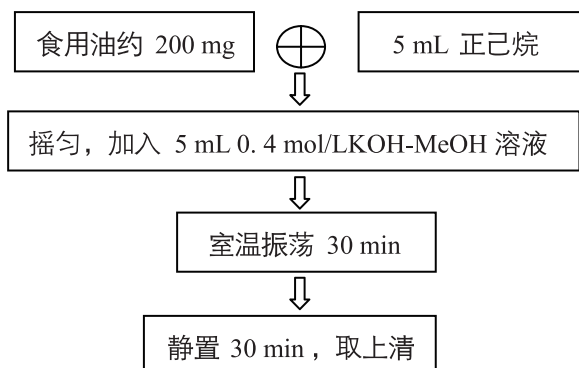 食用油约 200 mg
5 mL 正己烷
摇匀，加入 5 mL 0. 4 mol/LKOH-MeOH 溶液
室温振荡 30 min
静置 30 min，取上清